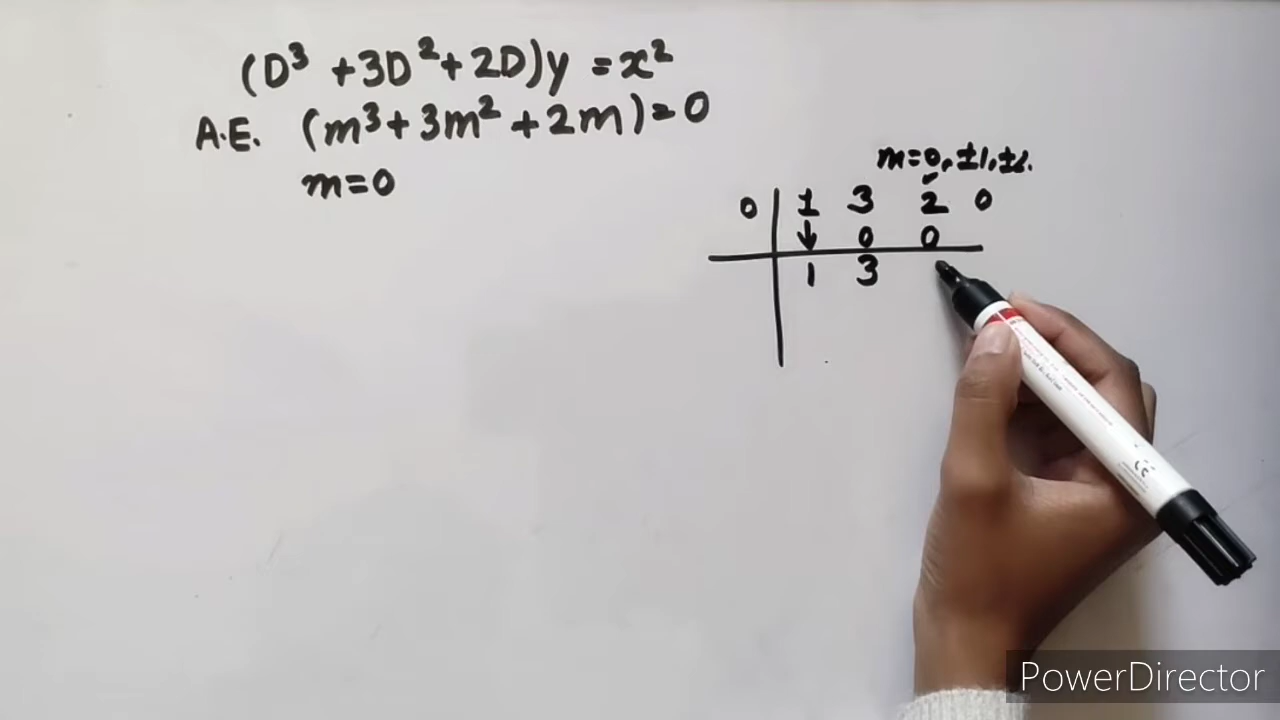 (D³ +3D²+2D)y =x²
A.E. (m³+3m²+2m)=0
m=0
m=0,±1,±2.
0 | 1 3 2 0
↓ 0 0
1 3
PowerDirector